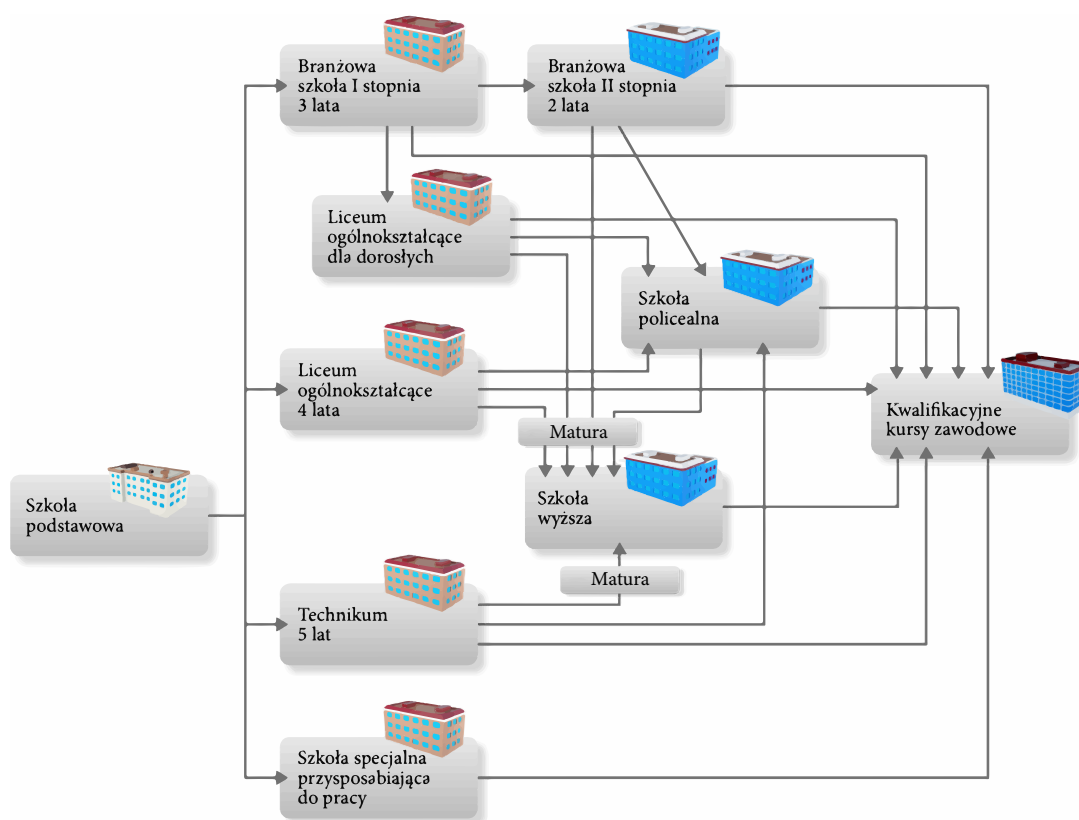 Branżowa
szkoła I stopnia
3 lata
Branżowa
szkoła II stopnia
2 lata
Liceum
ogólnokształcące
dla dorosłych
Szkoła
policealna
Liceum
ogólnokształcące
4 lata
Kwalifikacyjne
kursy zawodowe
Matura
Szkoła
podstawowa
Szkoła
wyższa
Matura
Technikum
5 lat
Szkoła specjalna
przysposabiająca
do pracy